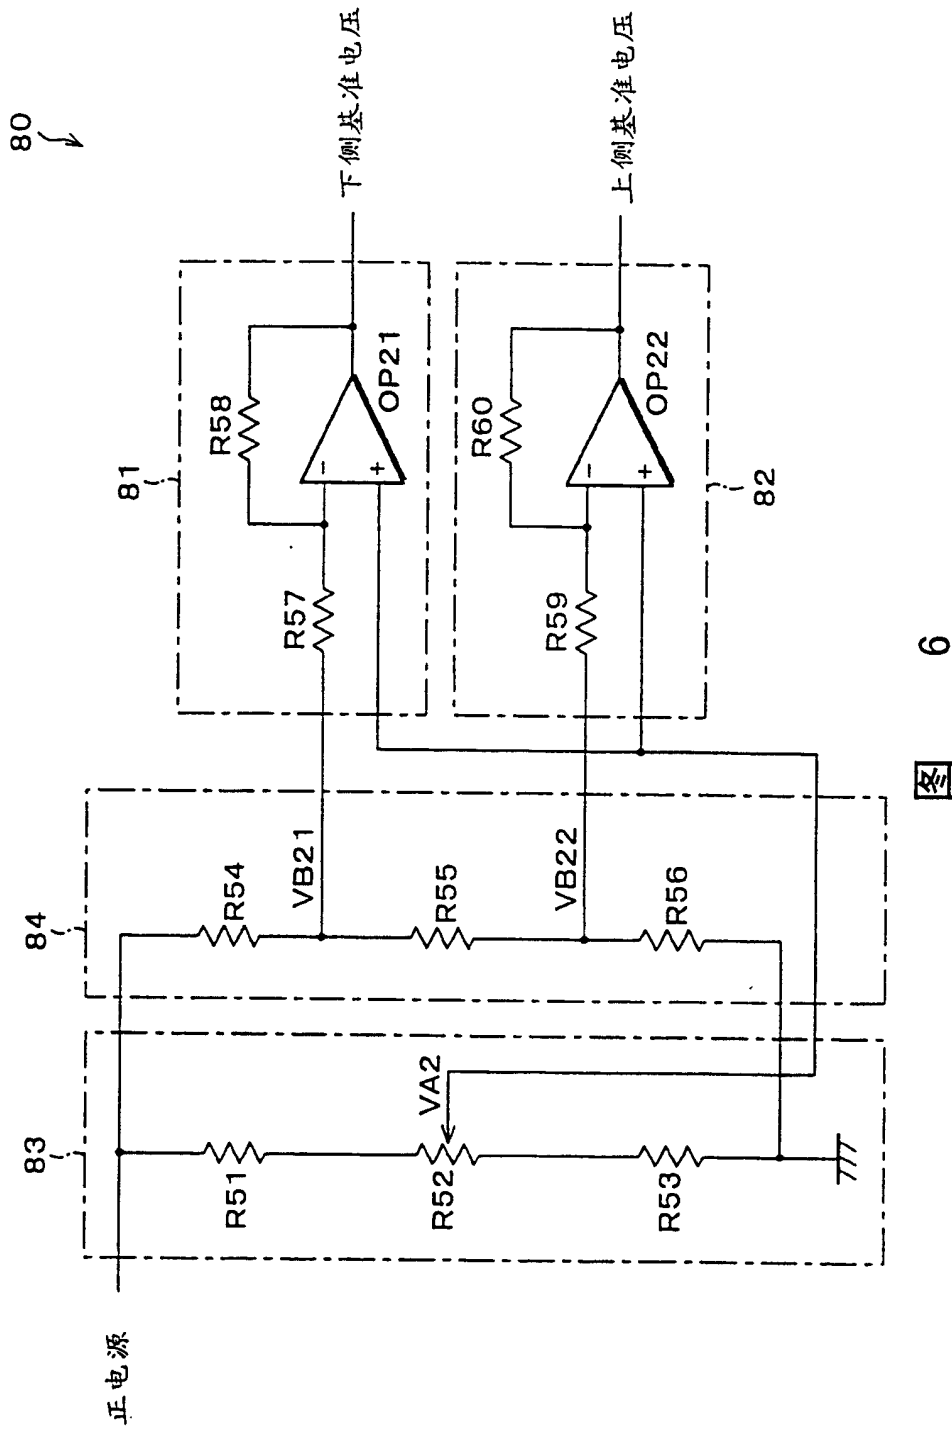 80
正电源
83
84
81
82
R51
R52
R53
VA2
R54
R55
R56
VB21
VB22
R57
R58
-
+
OP21
下侧基准电压
R59
R60
-
+
OP22
上侧基准电压
图 6